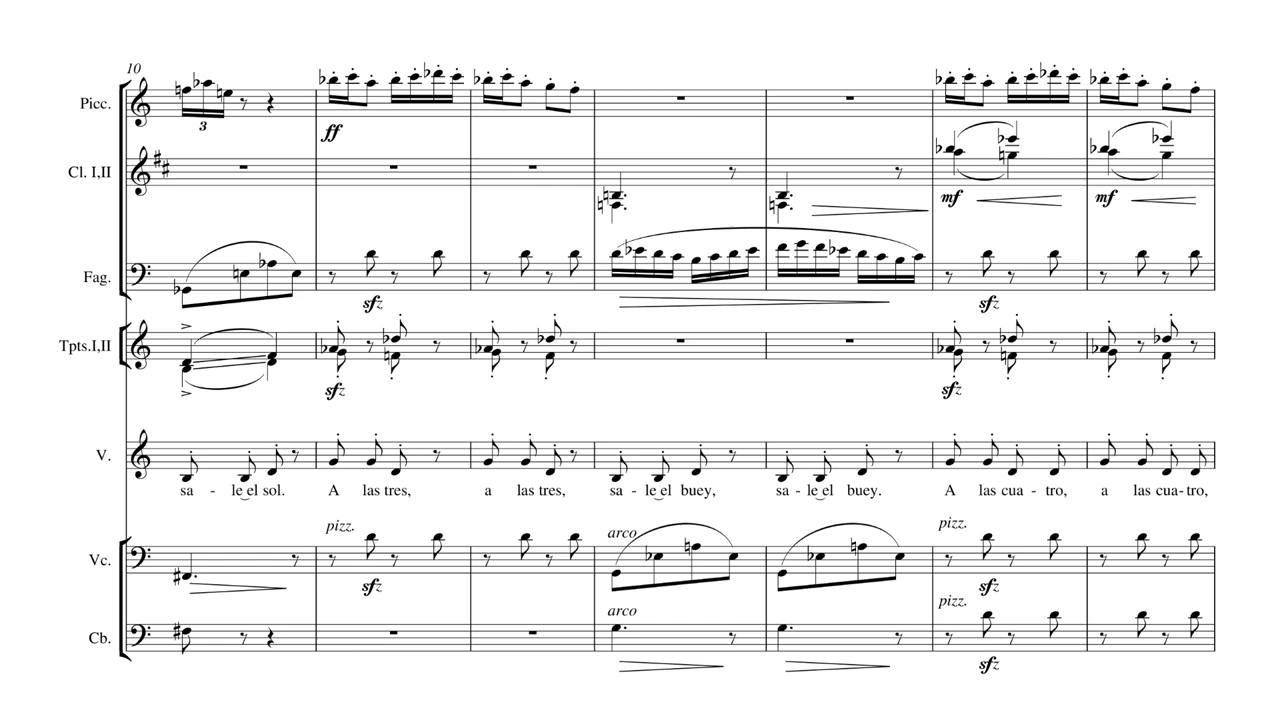 10
Picc.
3
ff
Cl. I,II
mf
mf
Fag.
sfz
sfz
Tpts.I,II
sfz
sfz
V.
sa - le el sol. A las tres, a las tres, sa - le el buey, sa - le el buey. A las cua - tro, a las cua - tro,
pizz. arco pizz.
Vc.
sfz
sfz
arco pizz.
Cb.
sfz